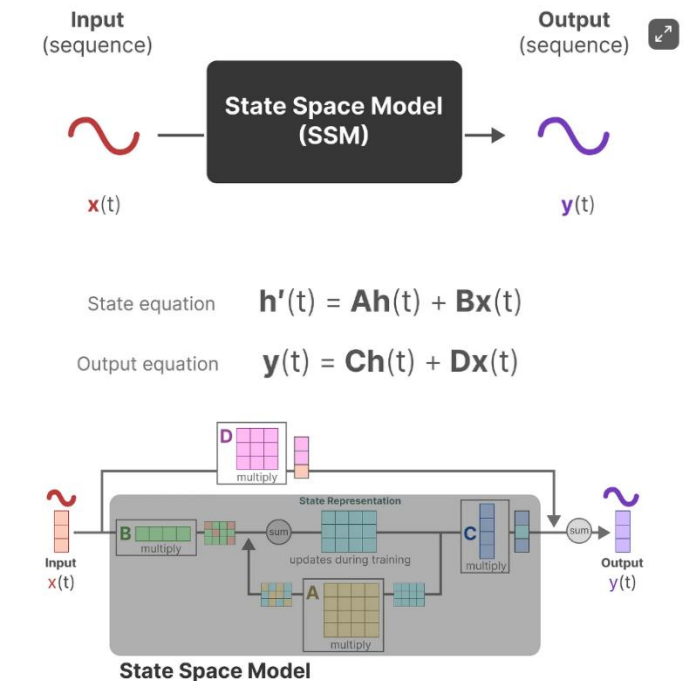 Input
(sequence)
Output
(sequence)
State Space Model
(SSM)
x(t)
y(t)
State equation
h'(t) = Ah(t) + Bx(t)
Output equation
y(t) = Ch(t) + Dx(t)
D
multiply
State Representation
B
multiply
sum
updates during training
C
multiply
sum
Input
x(t)
Output
y(t)
A
multiply
State Space Model